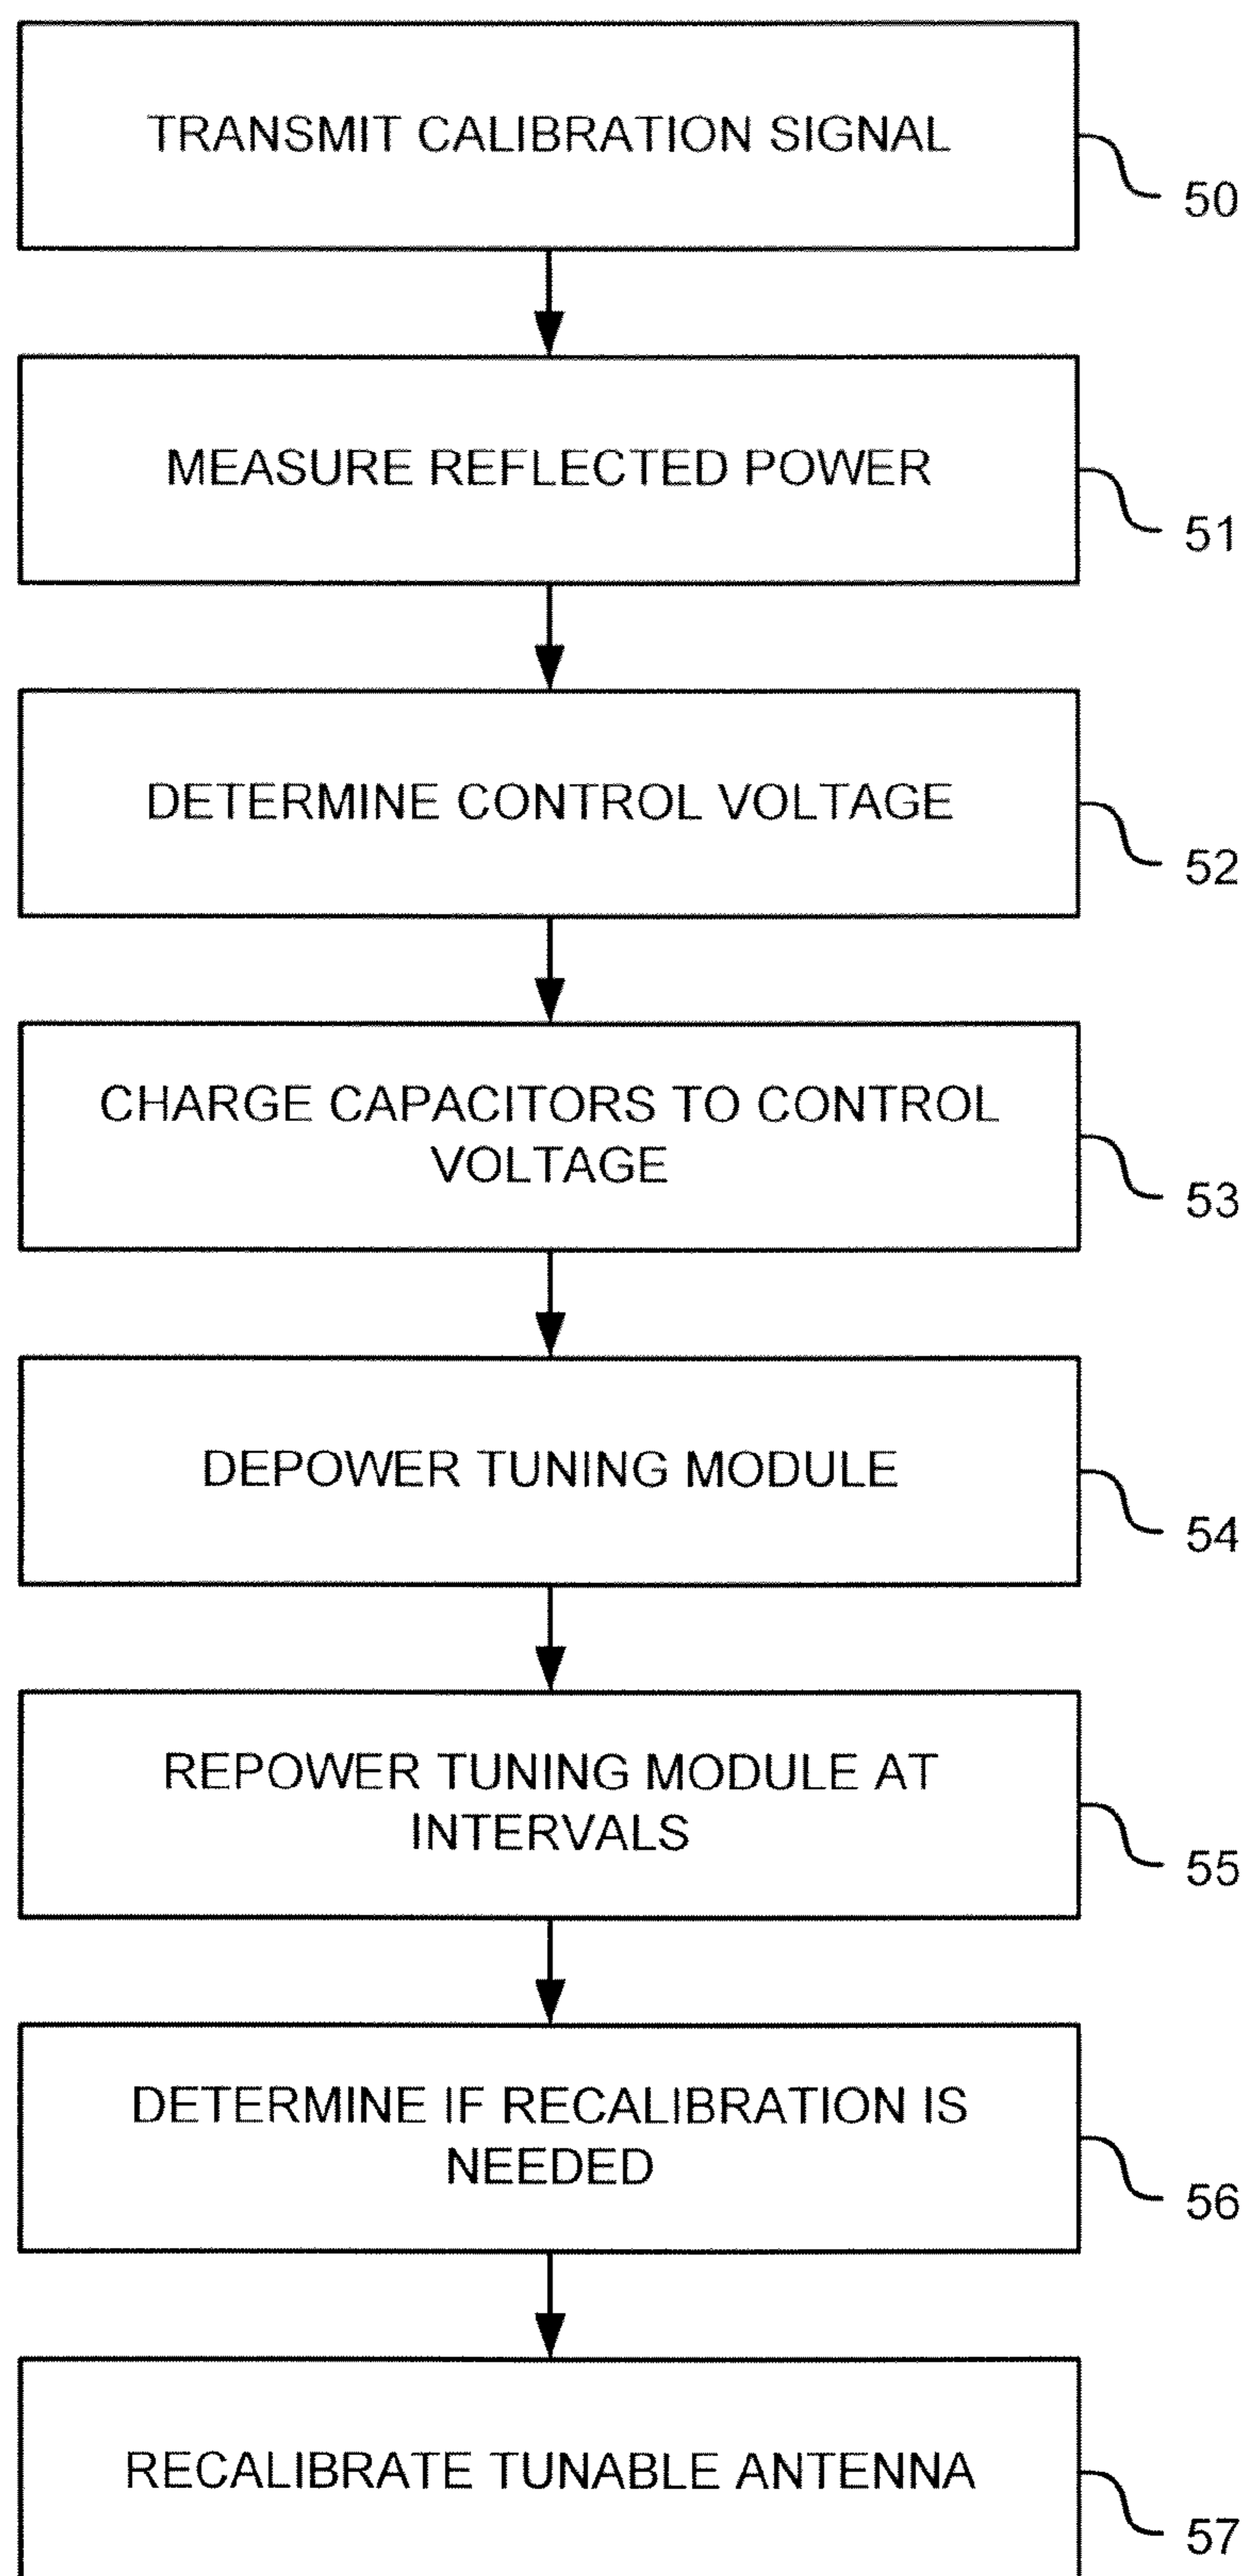 TRANSMIT CALIBRATION SIGNAL
50
MEASURE REFLECTED POWER
51
DETERMINE CONTROL VOLTAGE
52
CHARGE CAPACITORS TO CONTROL
VOLTAGE
53
DEPOWER TUNING MODULE
54
REPOWER TUNING MODULE AT
INTERVALS
55
DETERMINE IF RECALIBRATION IS
NEEDED
56
RECALIBRATE TUNABLE ANTENNA
57